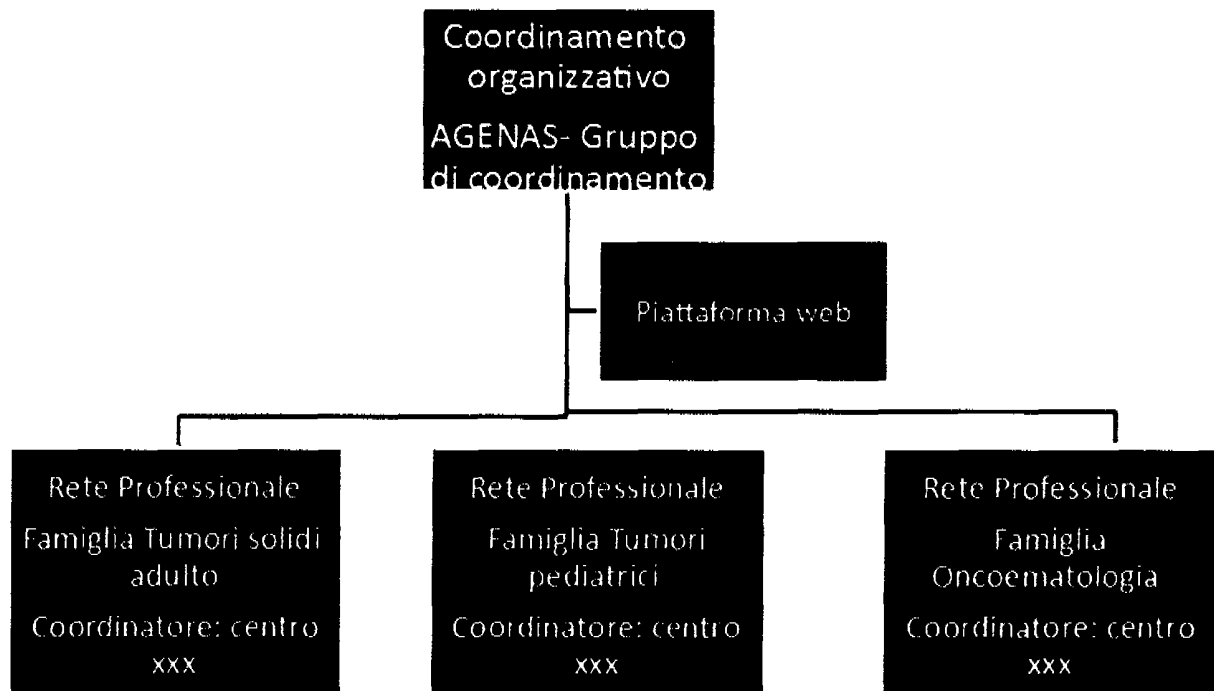 Coordinamento
organizzativo
AGENAS- Gruppo
di coordinamento
Piattaforma web
Rete Professionale
Famiglia Tumori solidi
adulto
Coordinatore: centro
xxx
Rete Professionale
Famiglia Tumori
pediatrici
Coordinatore: centro
xxx
Rete Professionale
Famiglia
Oncoematologia
Coordinatore: centro
xxx